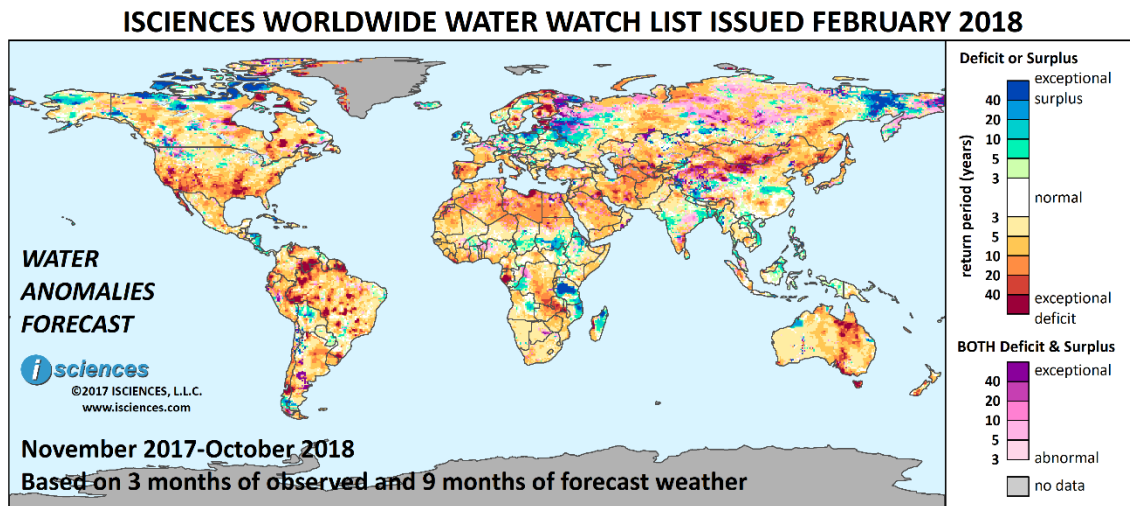 ISCIENCES WORLDWIDE WATER WATCH LIST ISSUED FEBRUARY 2018
WATER
ANOMALIES
FORECAST
i sciences
©2017 ISCIENCES, L.L.C.
www.isciences.com
November 2017-October 2018
Based on 3 months of observed and 9 months of forecast weather
Deficit or Surplus
exceptional
surplus
40
20
10
5
3
normal
3
5
10
20
40
exceptional
deficit
return period (years)
BOTH Deficit & Surplus
exceptional
40
20
10
5
3
abnormal
no data